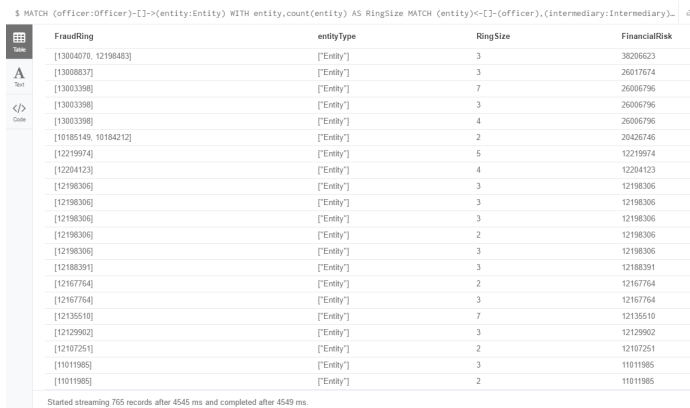 $ MATCH (officer:Officer)-[]->(entity:Entity) WITH entity,count(entity) AS RingSize MATCH (entity)<-[]-(officer),(intermediary:Intermediary)…
FraudRing entityType RingSize FinancialRisk
Table
[13004070, 12198483] ["Entity"] 3 38206623
A
[13008837] ["Entity"] 3 26017674
Text
[13003398] ["Entity"] 7 26006796
[13003398] ["Entity"] 3 26006796
</>
Code
[13003398] ["Entity"] 4 26006796
[10185149, 10184212] ["Entity"] 2 20426746
[12219974] ["Entity"] 5 12219974
[12204123] ["Entity"] 4 12204123
[12198306] ["Entity"] 3 12198306
[12198306] ["Entity"] 3 12198306
[12198306] ["Entity"] 3 12198306
[12198306] ["Entity"] 2 12198306
[12198306] ["Entity"] 3 12198306
[12188391] ["Entity"] 3 12188391
[12167764] ["Entity"] 2 12167764
[12167764] ["Entity"] 3 12167764
[12135510] ["Entity"] 7 12135510
[12129902] ["Entity"] 3 12129902
[12107251] ["Entity"] 2 12107251
[11011985] ["Entity"] 3 11011985
[11011985] ["Entity"] 2 11011985
Started streaming 765 records after 4545 ms and completed after 4549 ms.